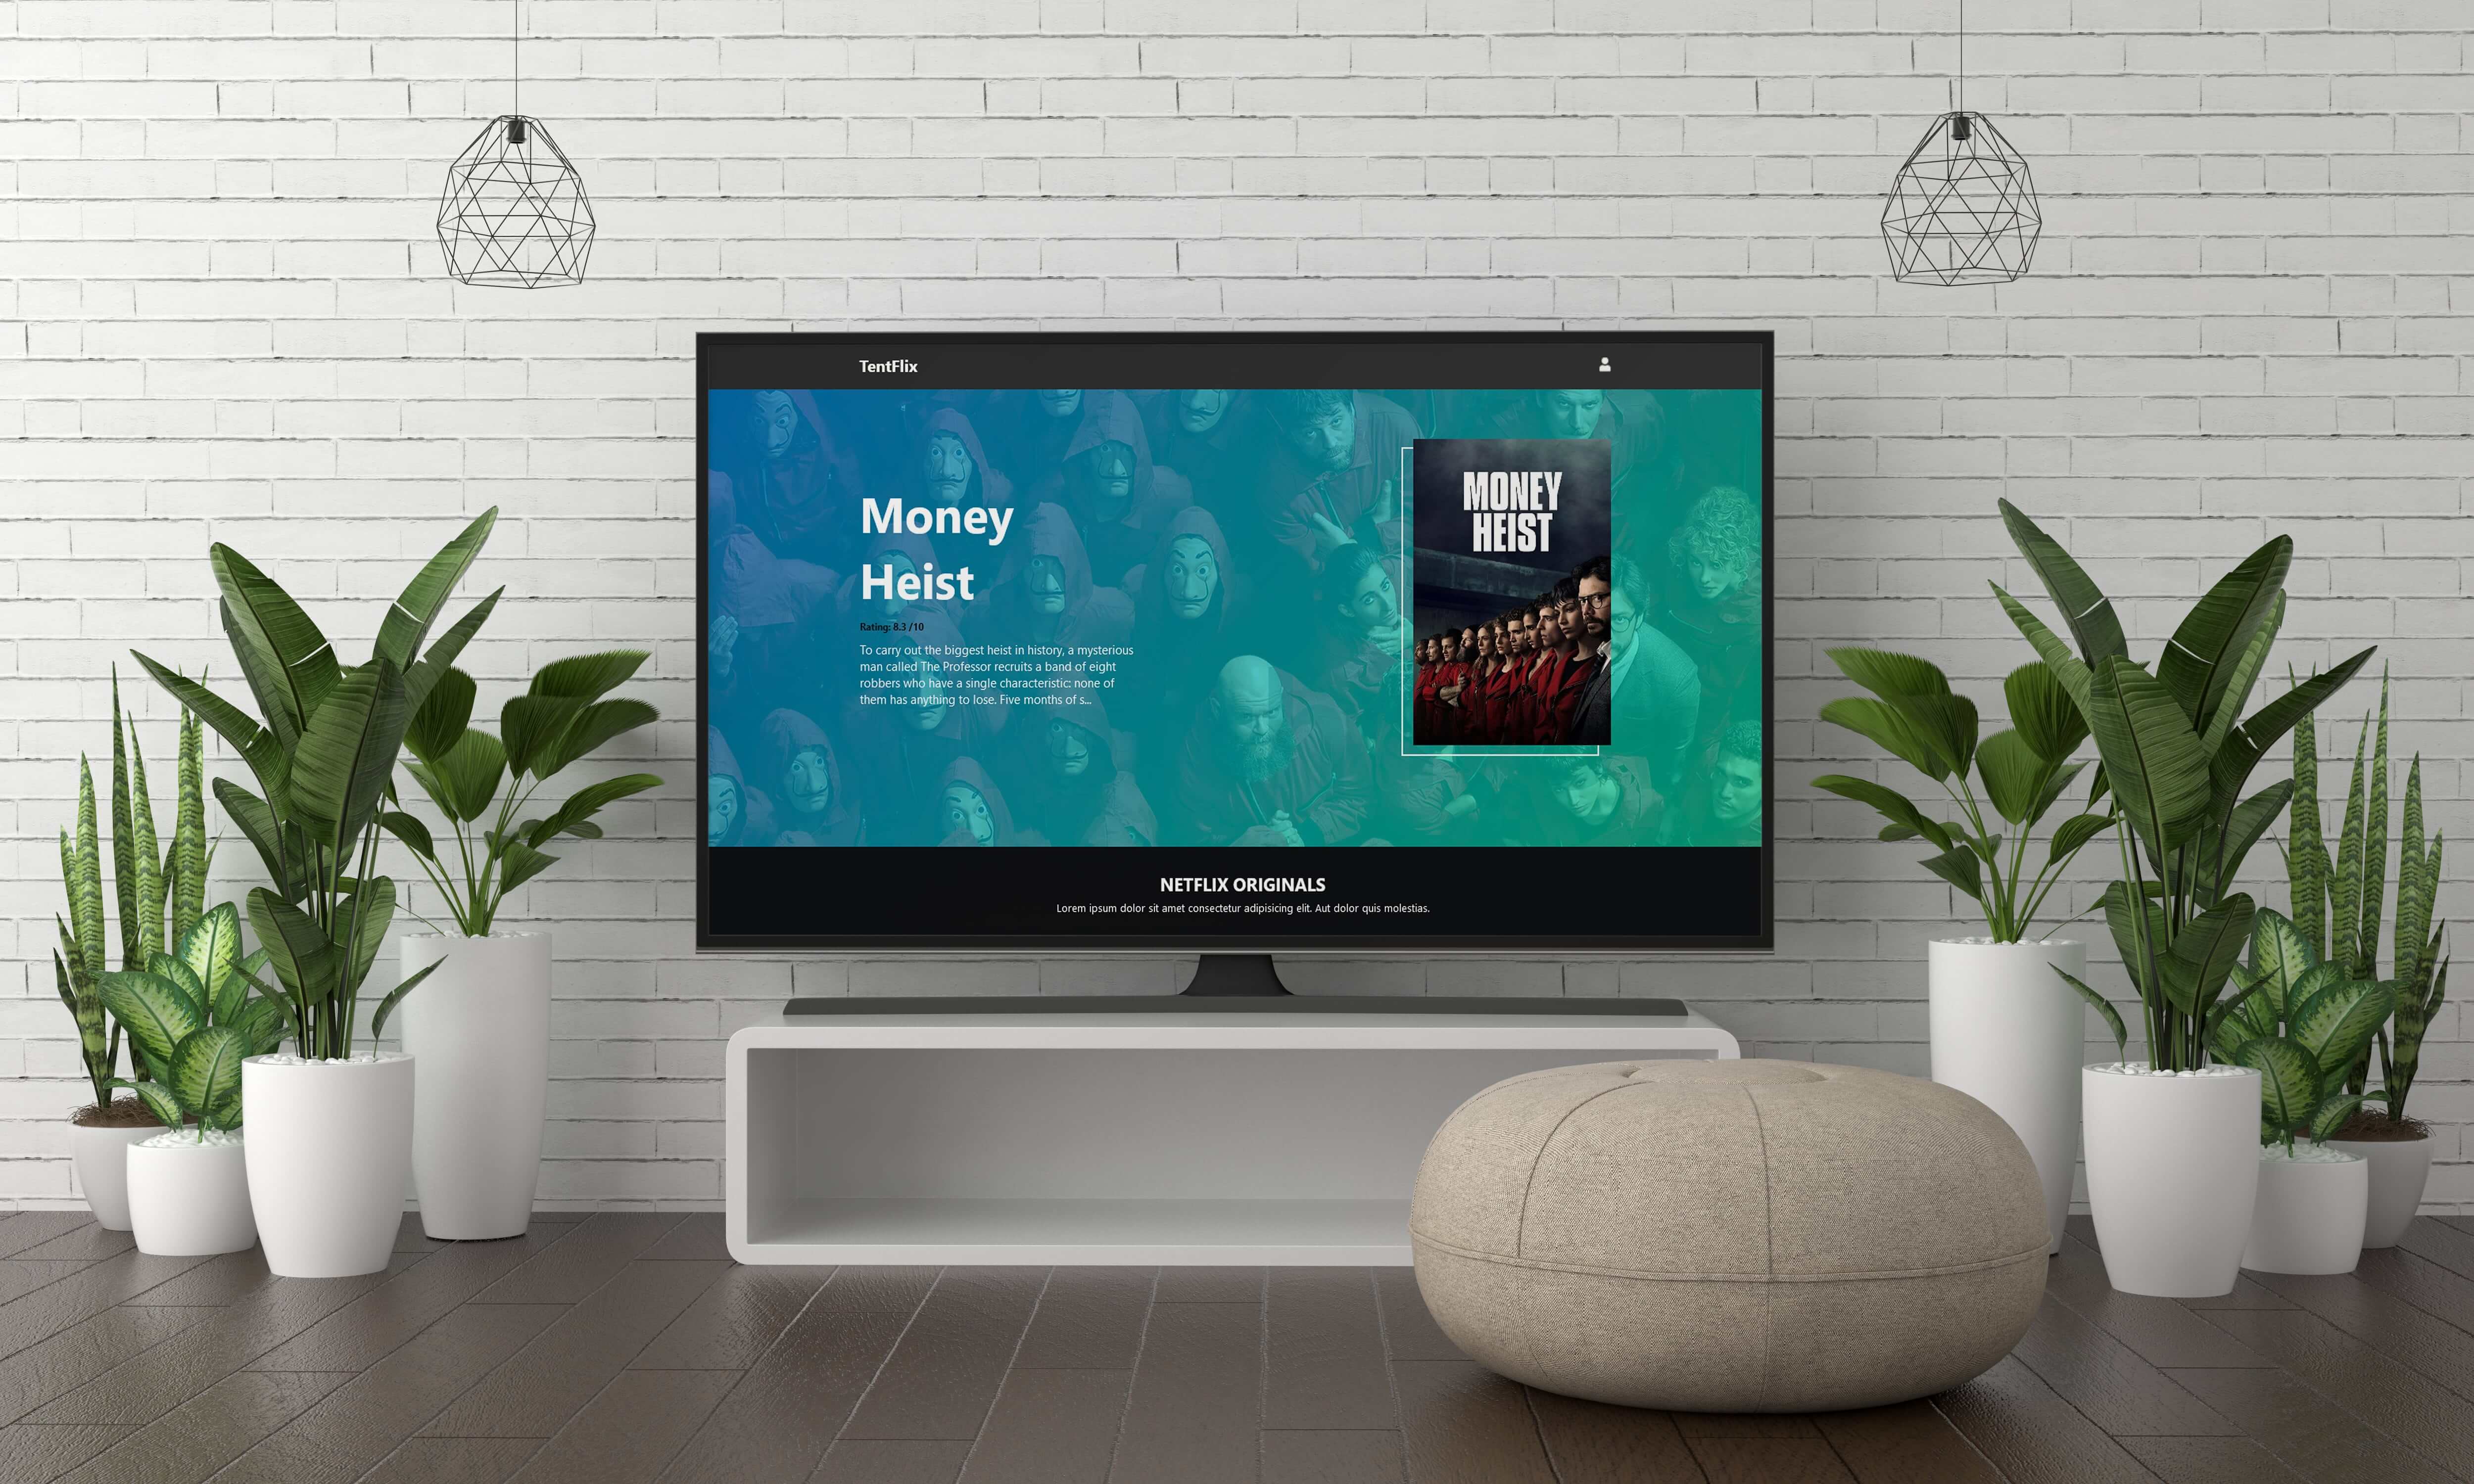 TentFlix
Money
Heist
Rating: 8.3 /10
To carry out the biggest heist in history, a mysterious
man called The Professor recruits a band of eight
robbers who have a single characteristic: none of
them has anything to lose. Five months of s...
MONEY
HEIST
NETFLIX ORIGINALS
Lorem ipsum dolor sit amet consectetur adipisicing elit. Aut dolor quis molestias.